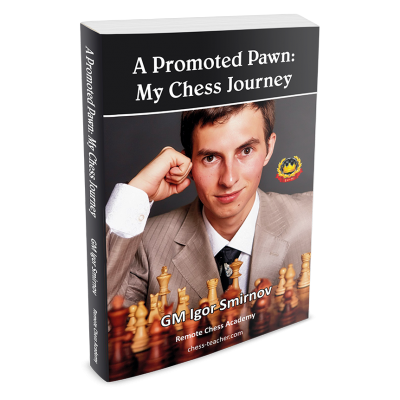 A Promoted Pawn:
My Chess Journey
GM Igor Smirnov
Remote Chess Academy
chess-teacher.com
A Promoted Pawn: My Chess Journey
GM Igor Smirnov
Remote Chess Academy